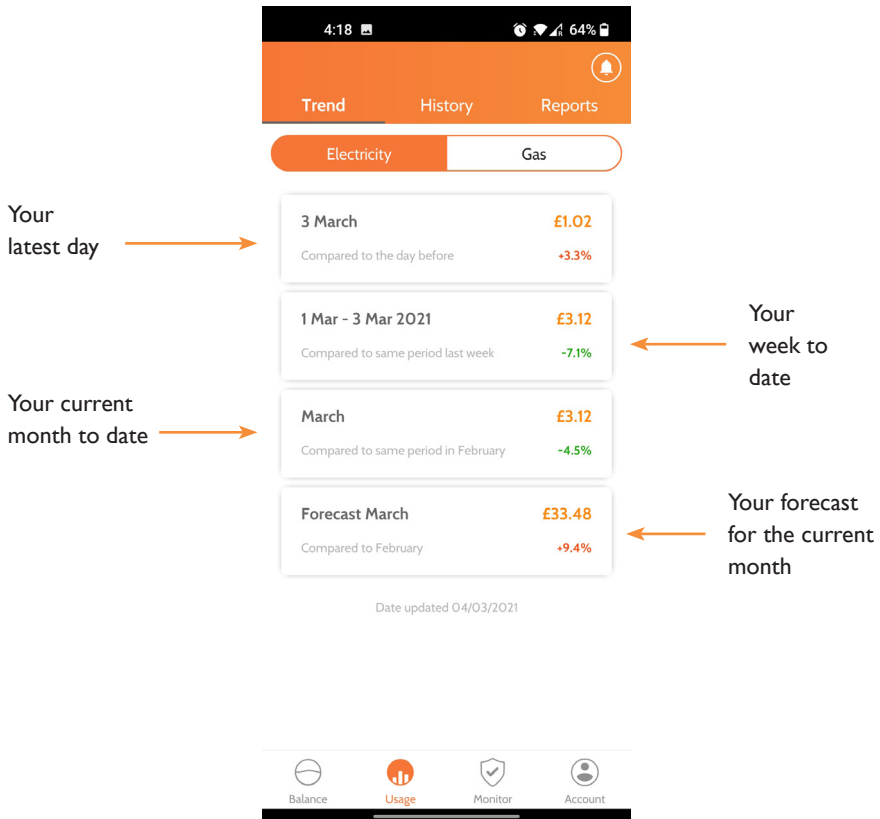 4:18
64%
R
Trend History Reports
Electricity Gas
Your
latest day
3 March £1.02
Compared to the day before +3.3%
1 Mar - 3 Mar 2021 £3.12
Compared to same period last week -7.1%
Your
week to
date
Your current
month to date
March £3.12
Compared to same period in February -4.5%
Forecast March £33.48
Compared to February +9.4%
Your forecast
for the current
month
Date updated 04/03/2021
Balance Usage Monitor Account